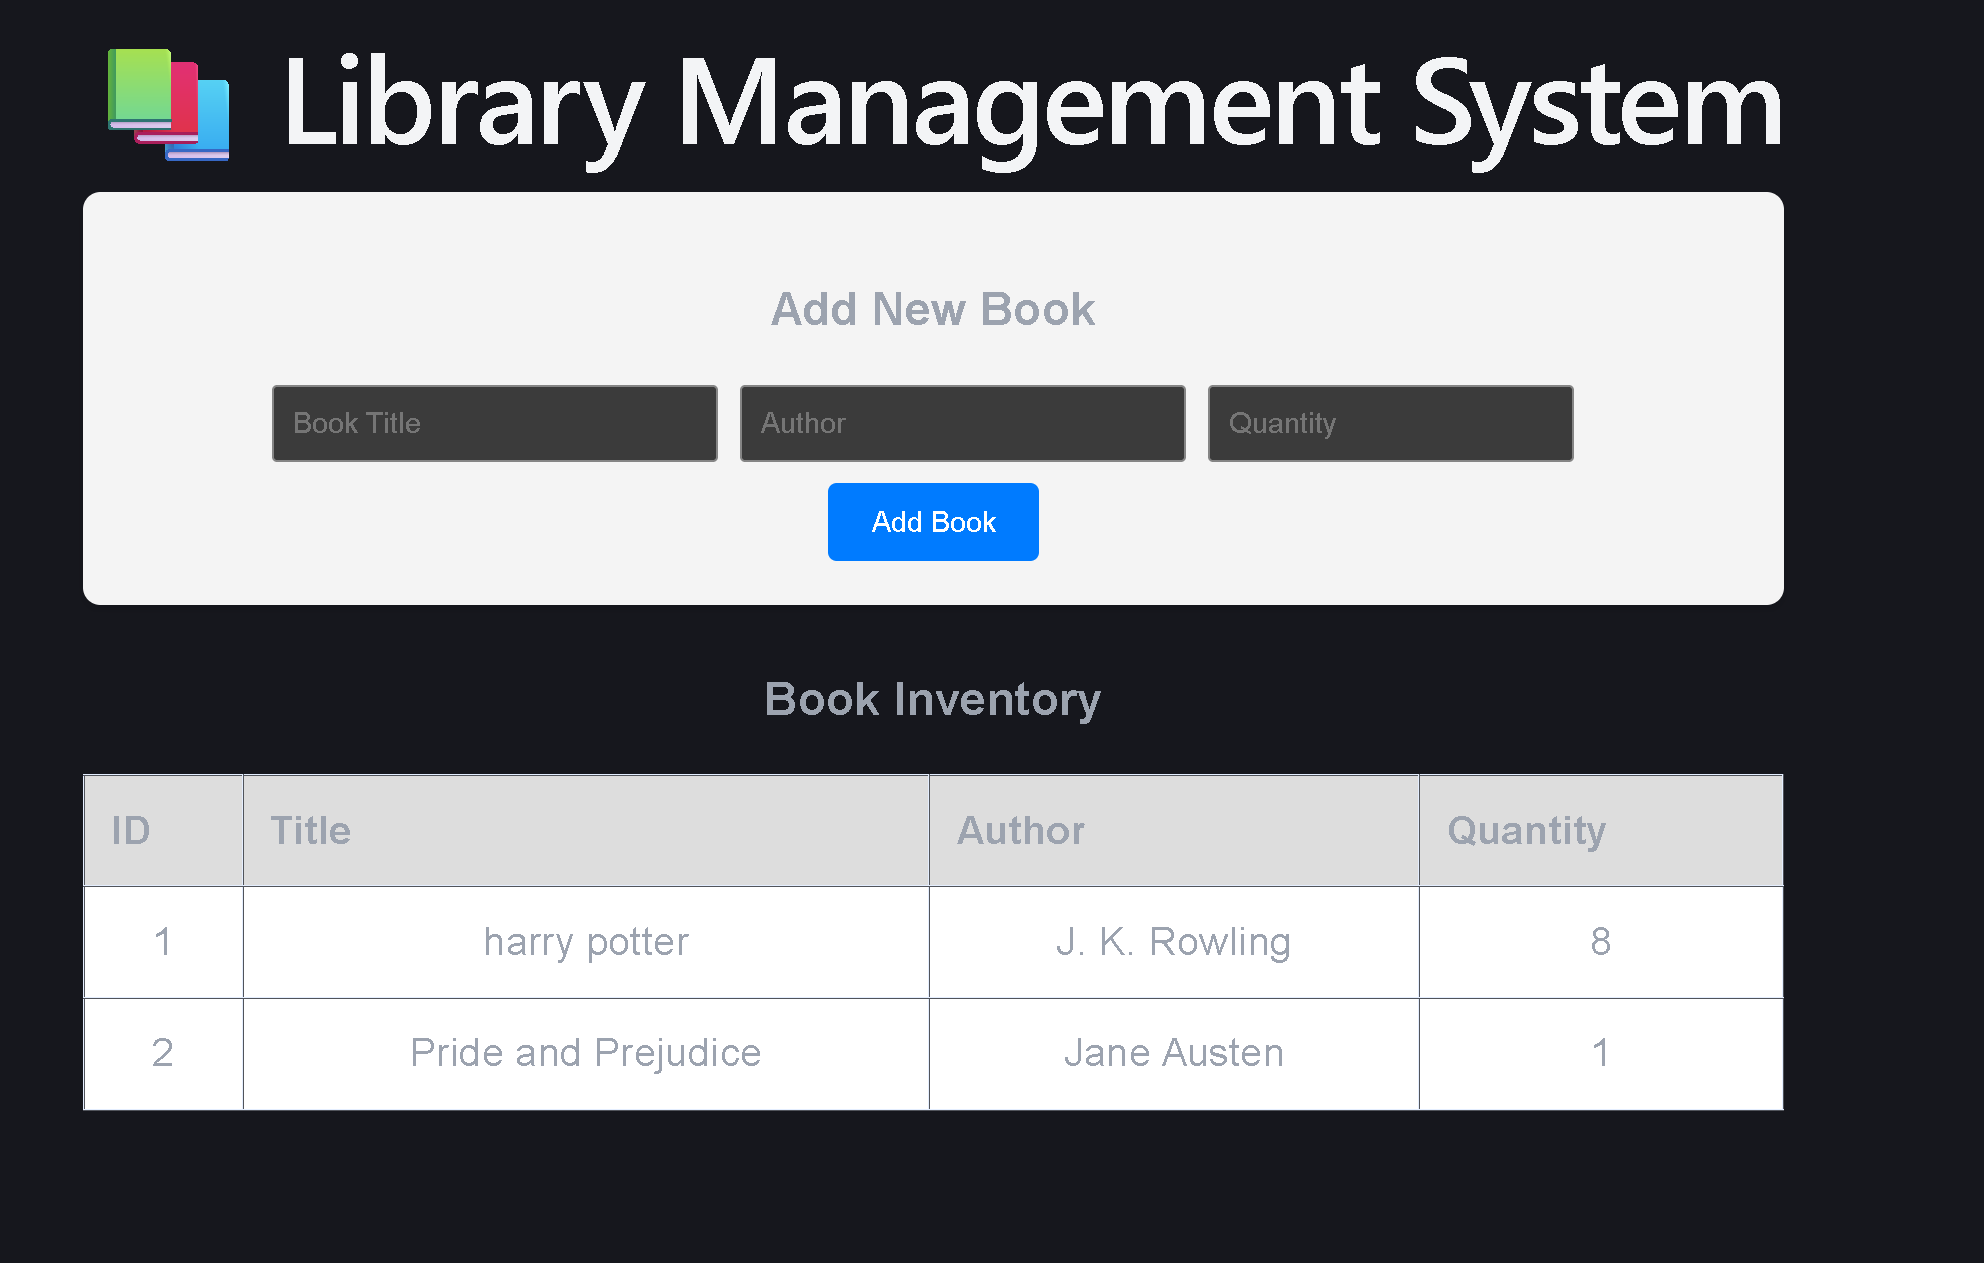 Library Management System
Add New Book
Book Title Author Quantity
Add Book
Book Inventory
ID Title Author Quantity
1 harry potter J. K. Rowling 8
2 Pride and Prejudice Jane Austen 1